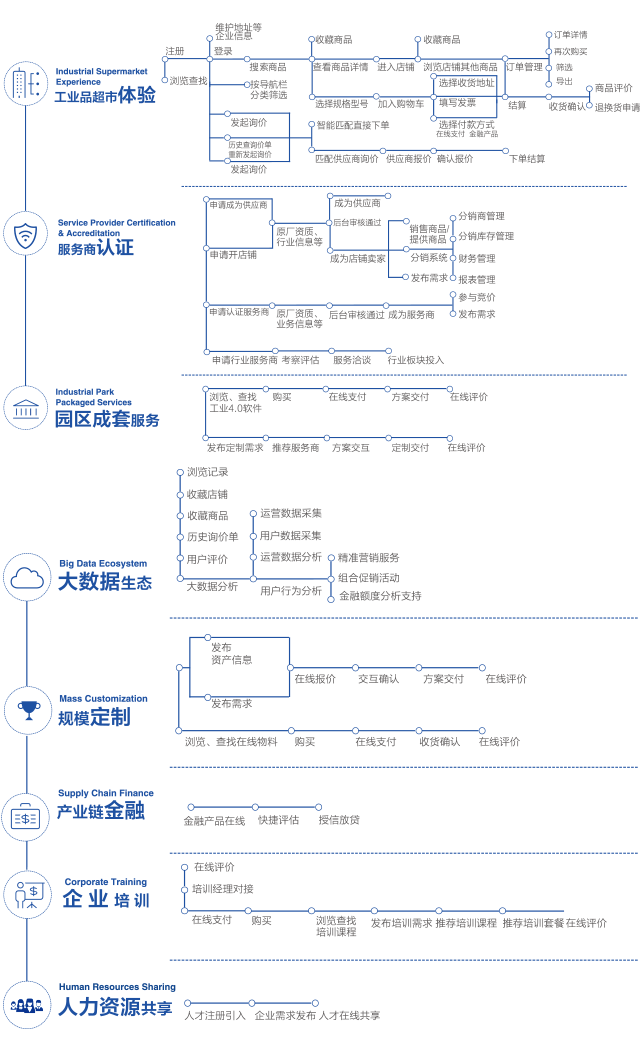 Industrial Supermarket
Experience
工业品超市体验
注册
浏览查找
维护地址等
企业信息
登录
搜索商品
按导航栏
分类筛选
发起询价
历史查询价单
重新发起询价
发起询价
收藏商品
查看商品详情
进入店铺
收藏商品
浏览店铺其他商品
选择规格型号
加入购物车
选择收货地址
填写发票
选择付款方式
在线支付 金融产品
智能匹配直接下单
匹配供应商询价
供应商报价
确认报价
下单结算
订单管理
订单详情
再次购买
筛选
导出
结算
收货确认
商品评价
退换货申请
Service Provider Certification
& Accreditation
服务商认证
申请成为供应商
申请开店铺
原厂资质、
行业信息等
成为供应商
后台审核通过
成为店铺卖家
销售商品/
提供商品
分销系统
发布需求
分销商管理
分销库存管理
财务管理
报表管理
申请认证服务商
原厂资质、
业务信息等
后台审核通过
成为服务商
参与竞价
发布需求
申请行业服务商
考察评估
服务洽谈
行业板块投入
Industrial Park
Packaged Services
园区成套服务
浏览、查找
工业4.0软件
购买
在线支付
方案交付
在线评价
发布定制需求
推荐服务商
方案交互
定制交付
在线评价
Big Data Ecosystem
大数据生态
浏览记录
收藏店铺
收藏商品
历史询价单
用户评价
大数据分析
运营数据采集
用户数据采集
运营数据分析
用户行为分析
精准营销服务
组合促销活动
金融额度分析支持
Mass Customization
规模定制
发布
资产信息
发布需求
在线报价
交互确认
方案交付
在线评价
浏览、查找在线物料
购买
在线支付
收货确认
在线评价
Supply Chain Finance
产业链金融
金融产品在线
快捷评估
授信放贷
Corporate Training
企业培训
在线评价
培训经理对接
在线支付
购买
浏览查找
培训课程
发布培训需求
推荐培训课程
推荐培训套餐
在线评价
Human Resources Sharing
人力资源共享
人才注册引入
企业需求发布
人才在线共享